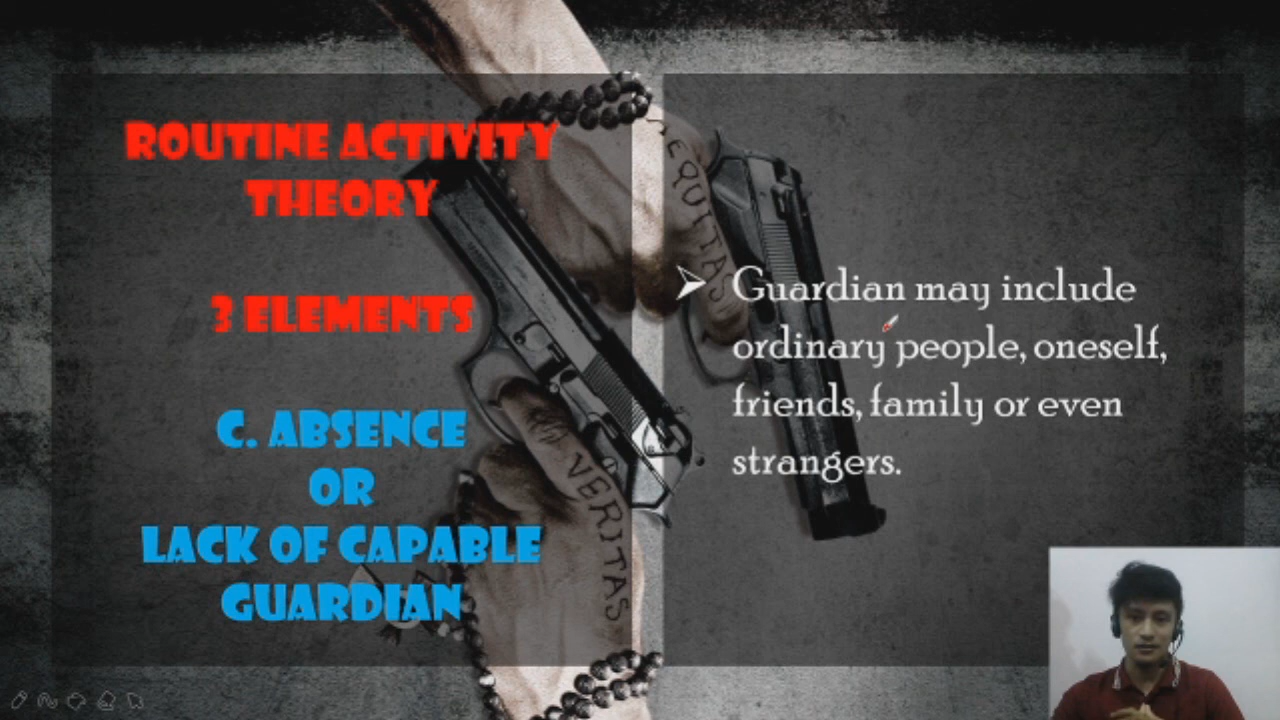 ROUTINE ACTIVITY
THEORY
3 ELEMENTS
C. ABSENCE
OR
LACK OF CAPABLE
GUARDIAN
Guardian may include
ordinary people, oneself,
friends, family or even
strangers.
AEQUITAS
VERITAS